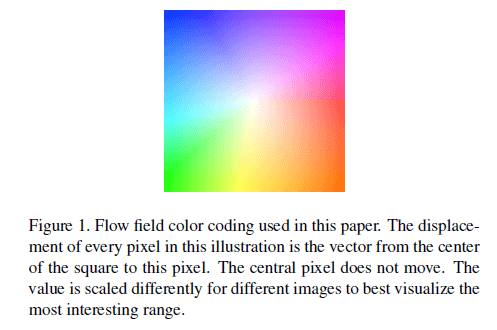 Figure 1. Flow field color coding used in this paper. The displace-
ment of every pixel in this illustration is the vector from the center
of the square to this pixel. The central pixel does not move. The
value is scaled differently for different images to best visualize the
most interesting range.